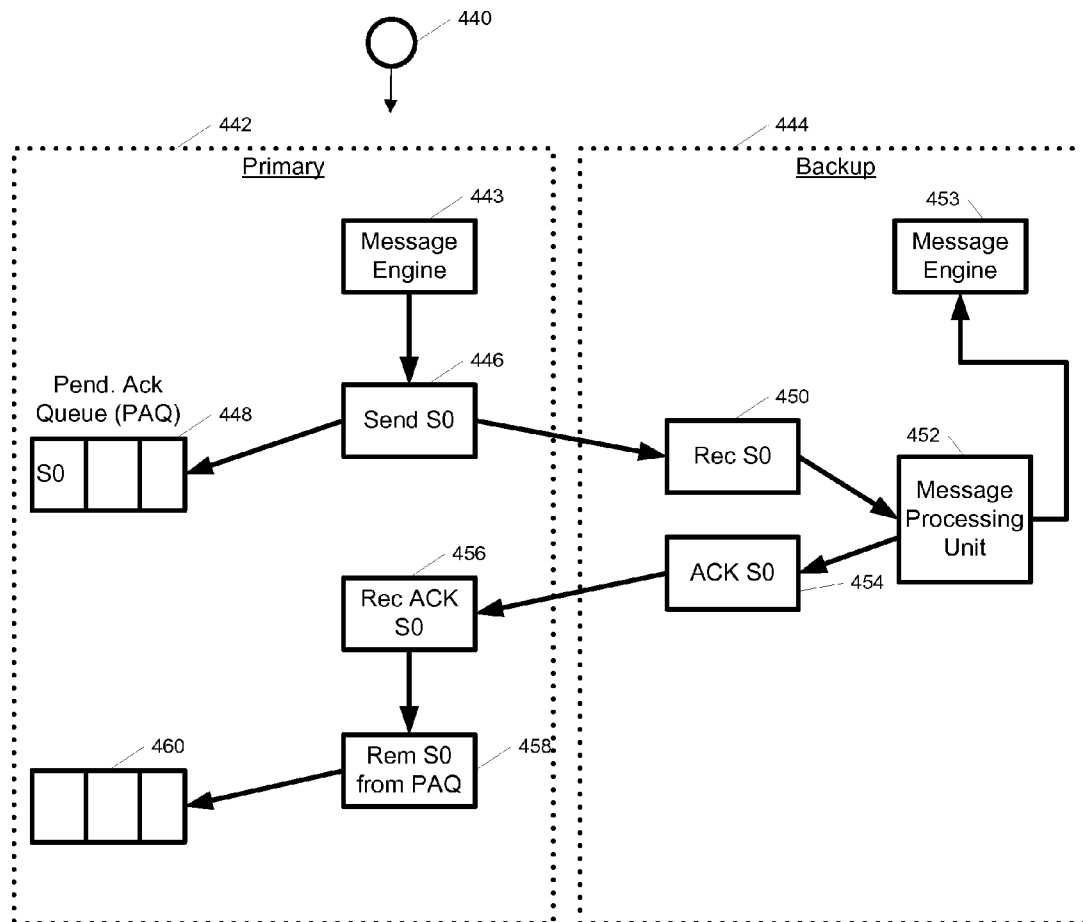 440
442
444
Primary
Backup
443
453
Message
Engine
Message
Engine
446
Pend. Ack
Queue (PAQ)
448
450
Send S0
452
S0
Rec S0
Message
Processing
Unit
456
ACK S0
454
Rec ACK
S0
460
Rem S0
from PAQ
458